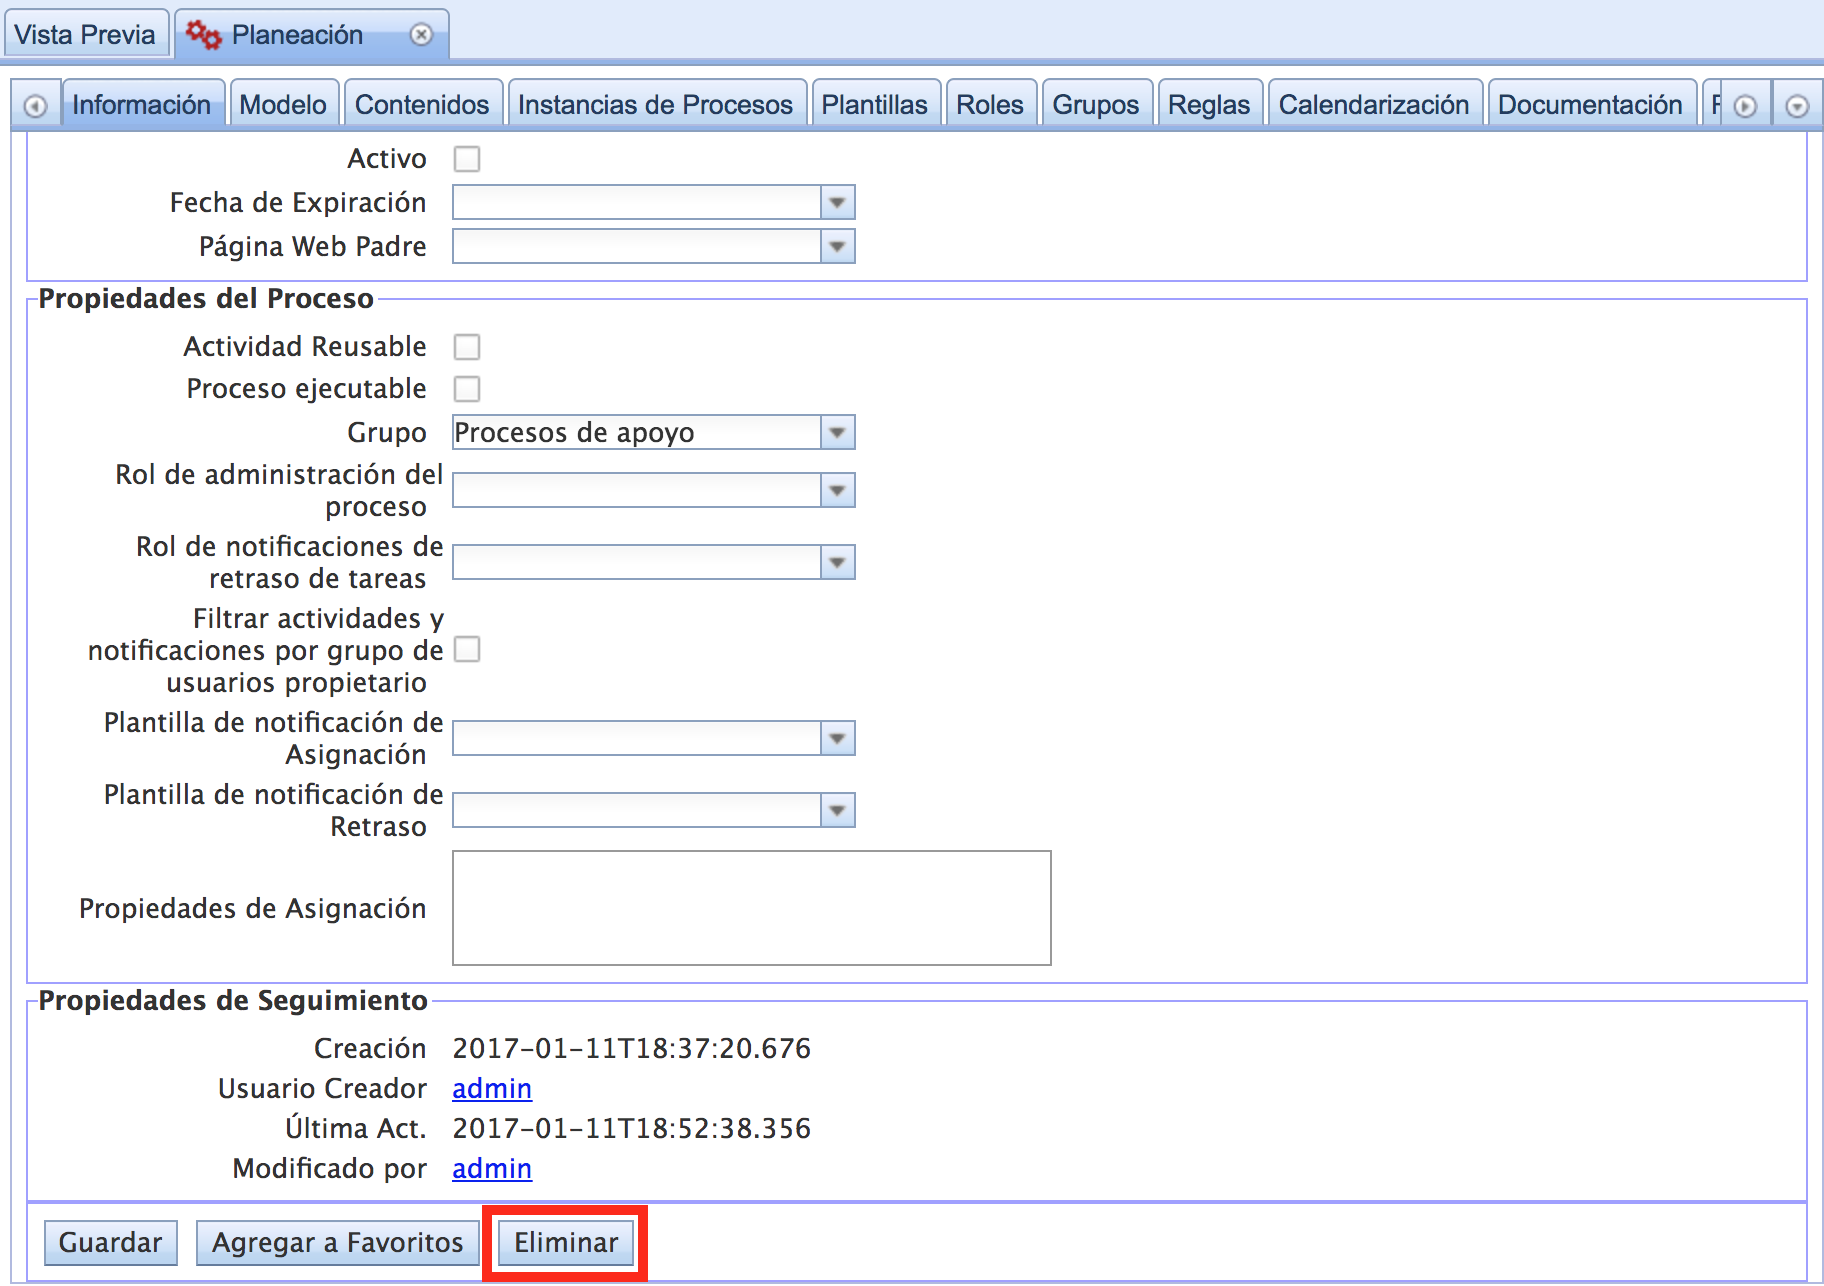 Vista Previa
Planeación
Información
Modelo
Contenidos
Instancias de Procesos
Plantillas
Roles
Grupos
Reglas
Calendarización
Documentación
Activo
Fecha de Expiración
Página Web Padre
Propiedades del Proceso
Actividad Reusable
Proceso ejecutable
Grupo Procesos de apoyo
Rol de administración del
proceso
Rol de notificaciones de
retraso de tareas
Filtrar actividades y
notificaciones por grupo de
usuarios propietario
Plantilla de notificación de
Asignación
Plantilla de notificación de
Retraso
Propiedades de Asignación
Propiedades de Seguimiento
Creación 2017-01-11T18:37:20.676
Usuario Creador admin
Última Act. 2017-01-11T18:52:38.356
Modificado por admin
Guardar
Agregar a Favoritos
Eliminar